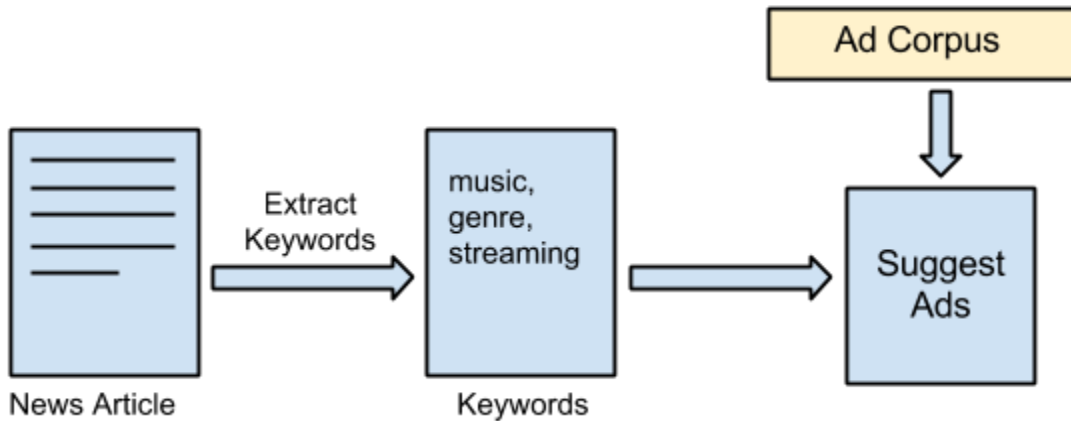 Ad Corpus
Extract
Keywords
music,
genre,
streaming
Suggest
Ads
News Article
Keywords